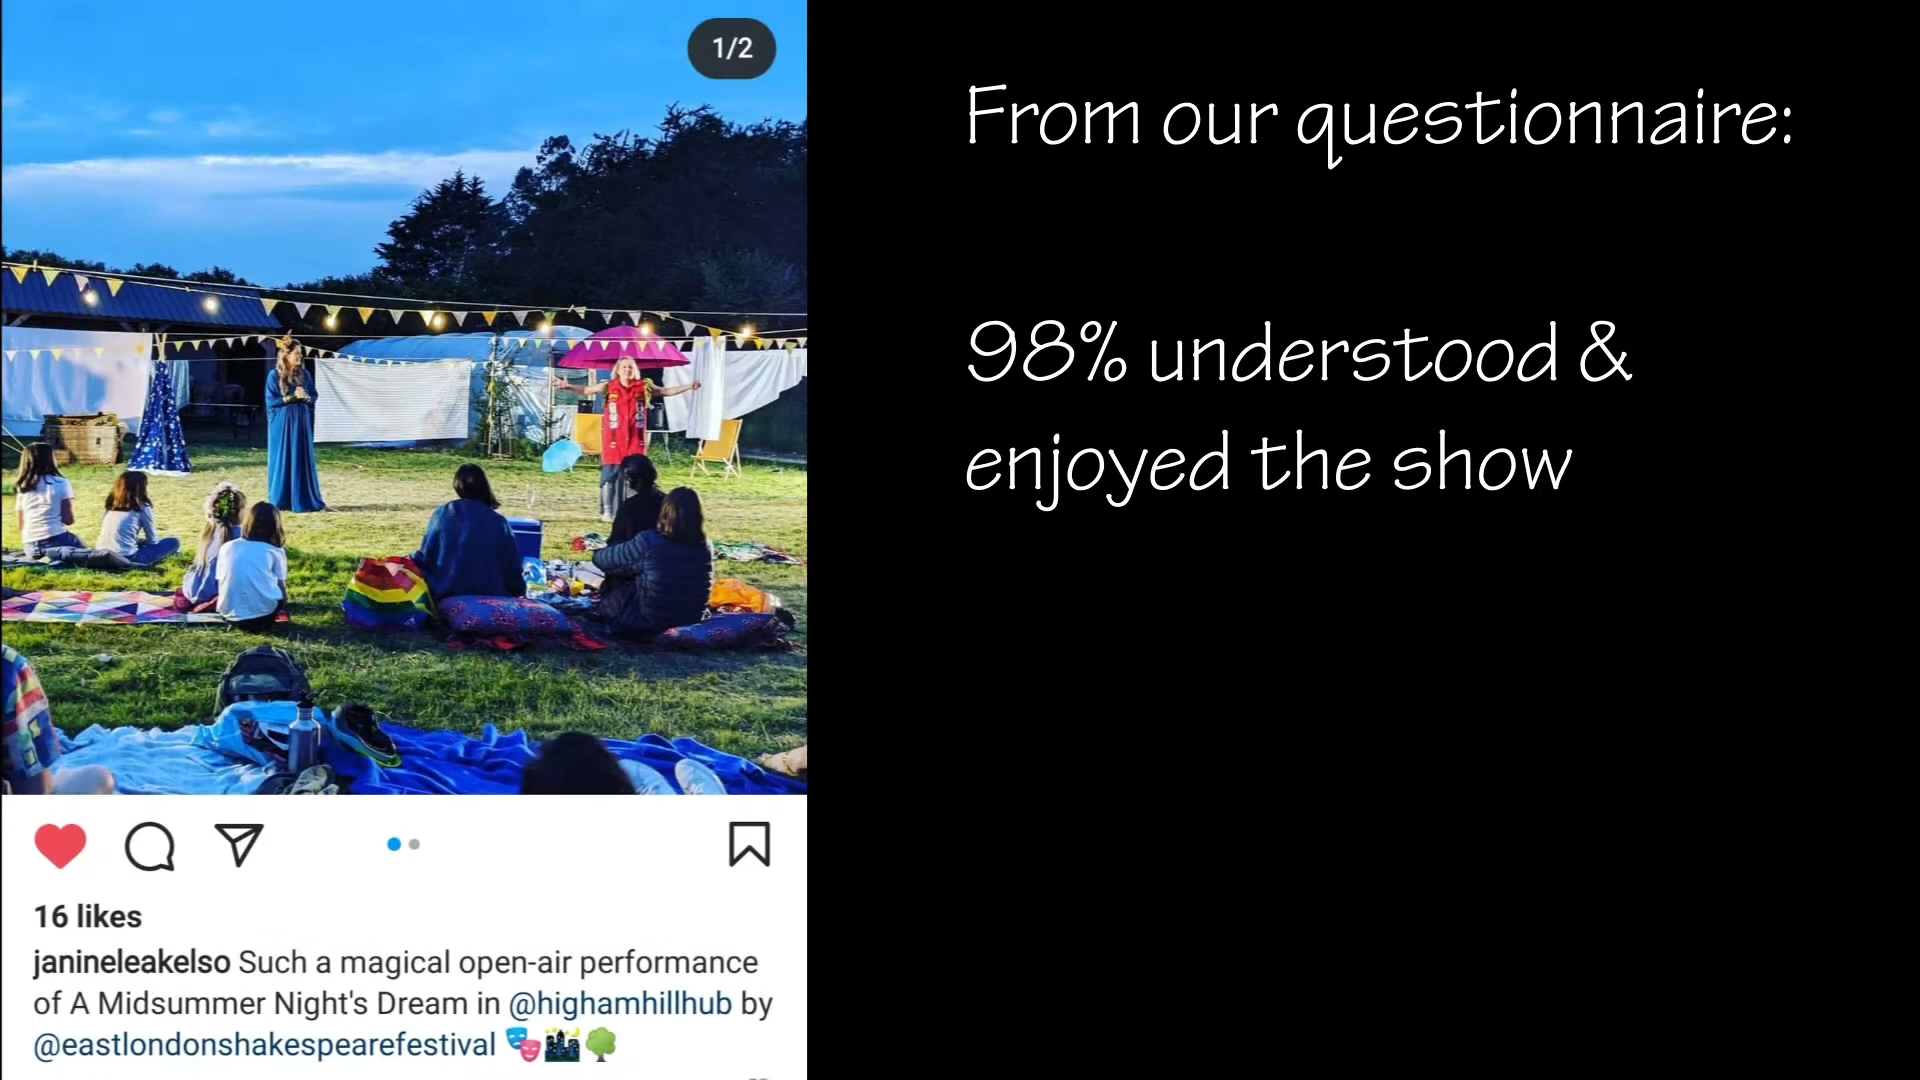 1/2
16 likes
janineleakelso Such a magical open-air performance
of A Midsummer Night's Dream in @highamhillhub by
@eastlondonshakespearefestival 🎭🌃🌳
From our questionnaire:
98% understood &
enjoyed the show